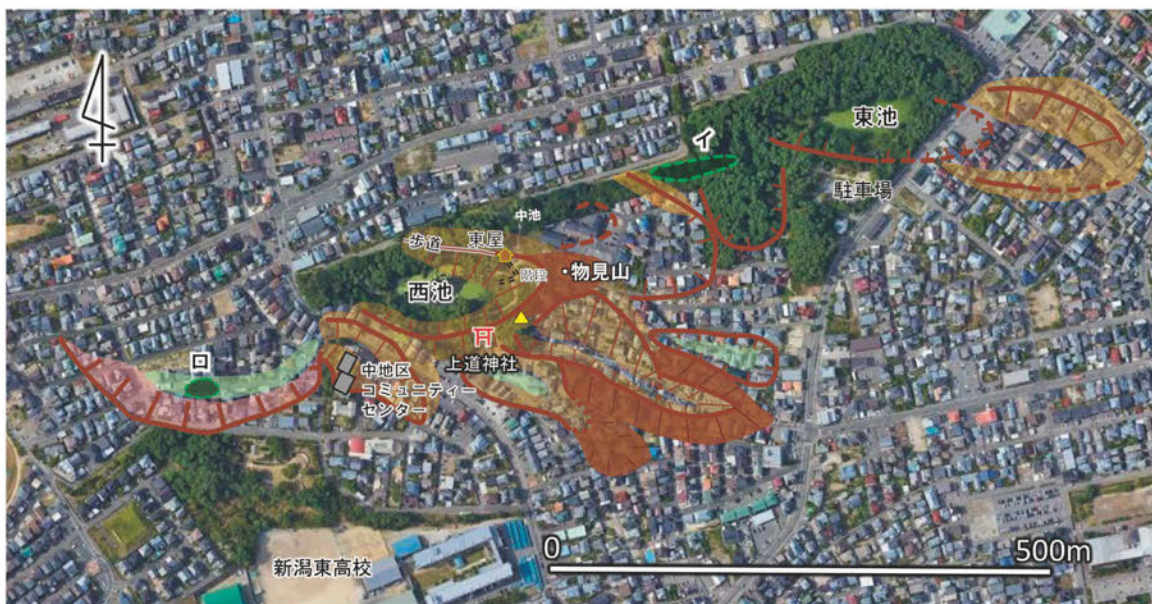 東池
イ
駐車場
中池
歩道
東屋
階段
・物見山
西池
ロ
上道神社
中地区
コミュニティー
センター
新潟東高校
0
500m